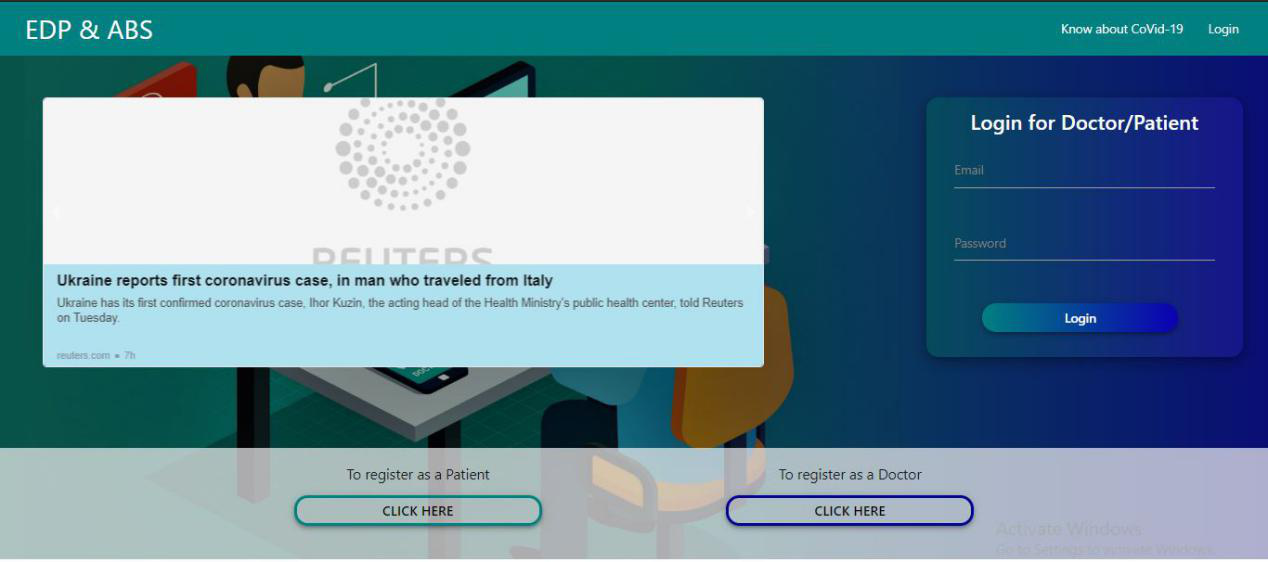 EDP & ABS
Know about CoVid-19
Login
REUTERS
Ukraine reports first coronavirus case, in man who traveled from Italy
Ukraine has its first confirmed coronavirus case, Ihor Kuzin, the acting head of the Health Ministry's public health center, told Reuters
on Tuesday.
reuters.com ▪ 7h
DOC
Login for Doctor/Patient
Email
Password
Login
To register as a Patient
CLICK HERE
To register as a Doctor
CLICK HERE
Activate Windows
Go to Settings to activate Windows.